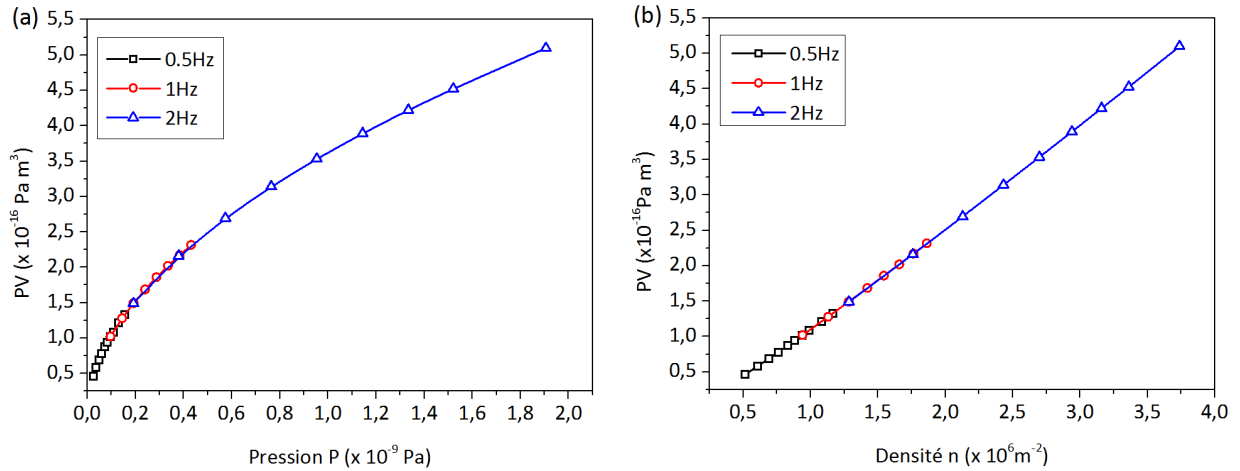 (a)
5,5
5,0
4,5
4,0
3,5
3,0
2,5
2,0
1,5
1,0
0,5
PV (x 10⁻¹⁶ Pa m³)
0.5Hz
1Hz
2Hz
0,0 0,2 0,4 0,6 0,8 1,0 1,2 1,4 1,6 1,8 2,0
Pression P (x 10⁻⁹ Pa)
(b)
5,5
5,0
4,5
4,0
3,5
3,0
2,5
2,0
1,5
1,0
0,5
PV (x10⁻¹⁶Pa m³)
0.5Hz
1Hz
2Hz
0,5 1,0 1,5 2,0 2,5 3,0 3,5 4,0
Densité n (x 10⁶m⁻²)